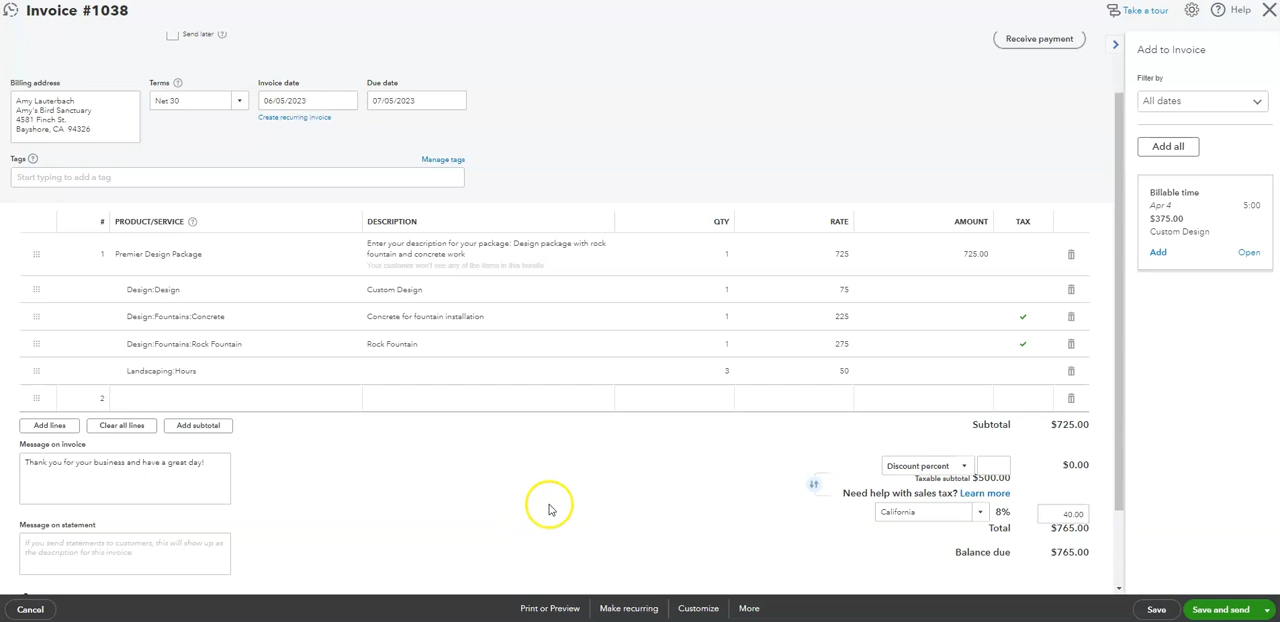 Invoice #1038
Take a tour
Help
Send later
Receive payment
Add to Invoice
Filter by
All dates
Add all
Billable time
Apr 4 5:00
$375.00
Custom Design
Add Open
Billing address Terms Invoice date Due date
Amy Lauterbach
Amy's Bird Sanctuary
4581 Finch St.
Bayshore, CA 94326
Net 30 06/05/2023 07/05/2023
Create recurring invoice
Tags Manage tags
Start typing to add a tag
# PRODUCT/SERVICE DESCRIPTION QTY RATE AMOUNT TAX
1 Premier Design Package Enter your description for your package: Design package with rock fountain and concrete work 1 725 725.00
Your customer won't see any of the items in this bundle
Design:Design Custom Design 1 75
Design:Fountains:Concrete Concrete for fountain installation 1 225
Design:Fountains:Rock Fountain Rock Fountain 1 275
Landscaping:Hours 3 50
2
Add lines Clear all lines Add subtotal
Subtotal $725.00
Message on invoice
Thank you for your business and have a great day!
Discount percent $0.00
Taxable subtotal $500.00
Need help with sales tax? Learn more
California 8% 40.00
Total $765.00
Balance due $765.00
Message on statement
If you send statements to customers, this will show up as
the description for this invoice.
Cancel Print or Preview Make recurring Customize More Save Save and send